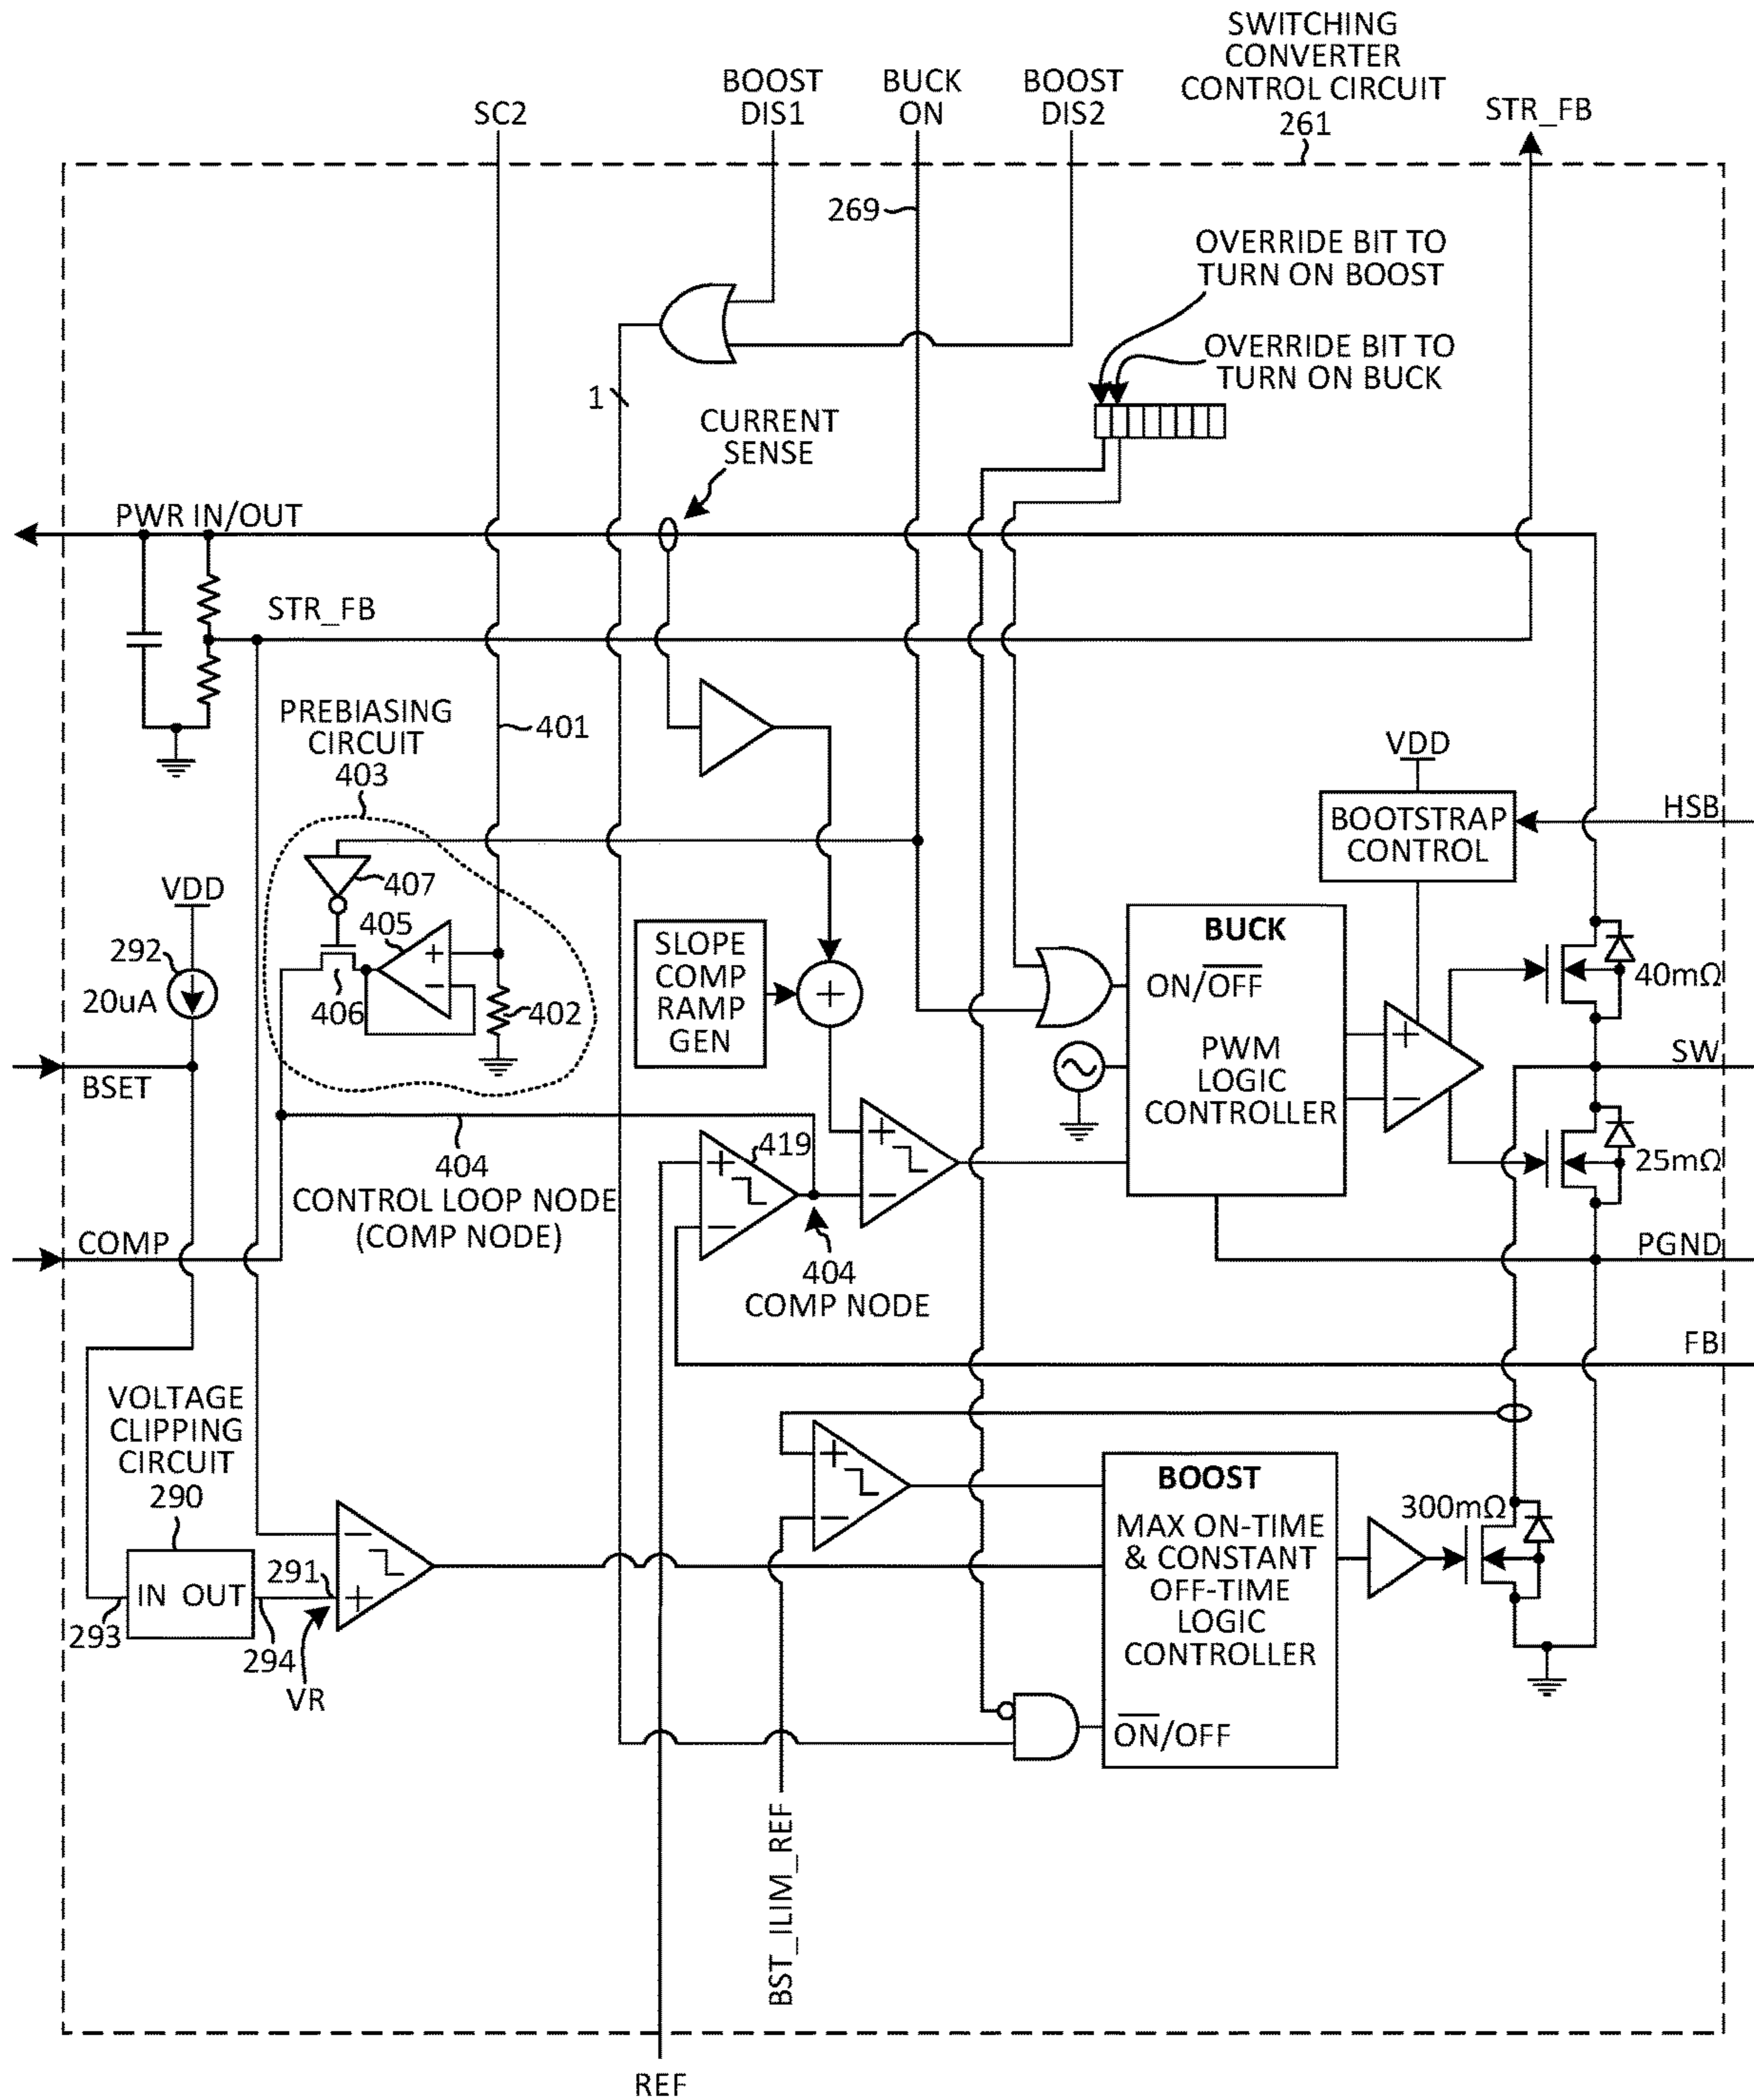 SWITCHING
CONVERTER
CONTROL CIRCUIT
261
SC2
BOOST
DIS1
BUCK
ON
BOOST
DIS2
STR_FB
269
OVERRIDE BIT TO
TURN ON BOOST
OVERRIDE BIT TO
TURN ON BUCK
1
CURRENT
SENSE
PWR IN/OUT
STR_FB
PREBIASING
CIRCUIT
403
401
VDD
BOOTSTRAP
CONTROL
HSB
407
VDD
405
292
20uA
406
402
SLOPE
COMP
RAMP
GEN
+
BUCK
ON/OFF
PWM
LOGIC
CONTROLLER
+
−
40mΩ
SW
25mΩ
BSET
+
−
404
CONTROL LOOP NODE
(COMP NODE)
419
+
−
+
−
COMP
404
COMP NODE
PGND
FB
VOLTAGE
CLIPPING
CIRCUIT
290
IN OUT
293
294
291
VR
−
+
+
−
BOOST
MAX ON-TIME
& CONSTANT
OFF-TIME
LOGIC
CONTROLLER
ON/OFF
300mΩ
BST_ILIM_REF
REF